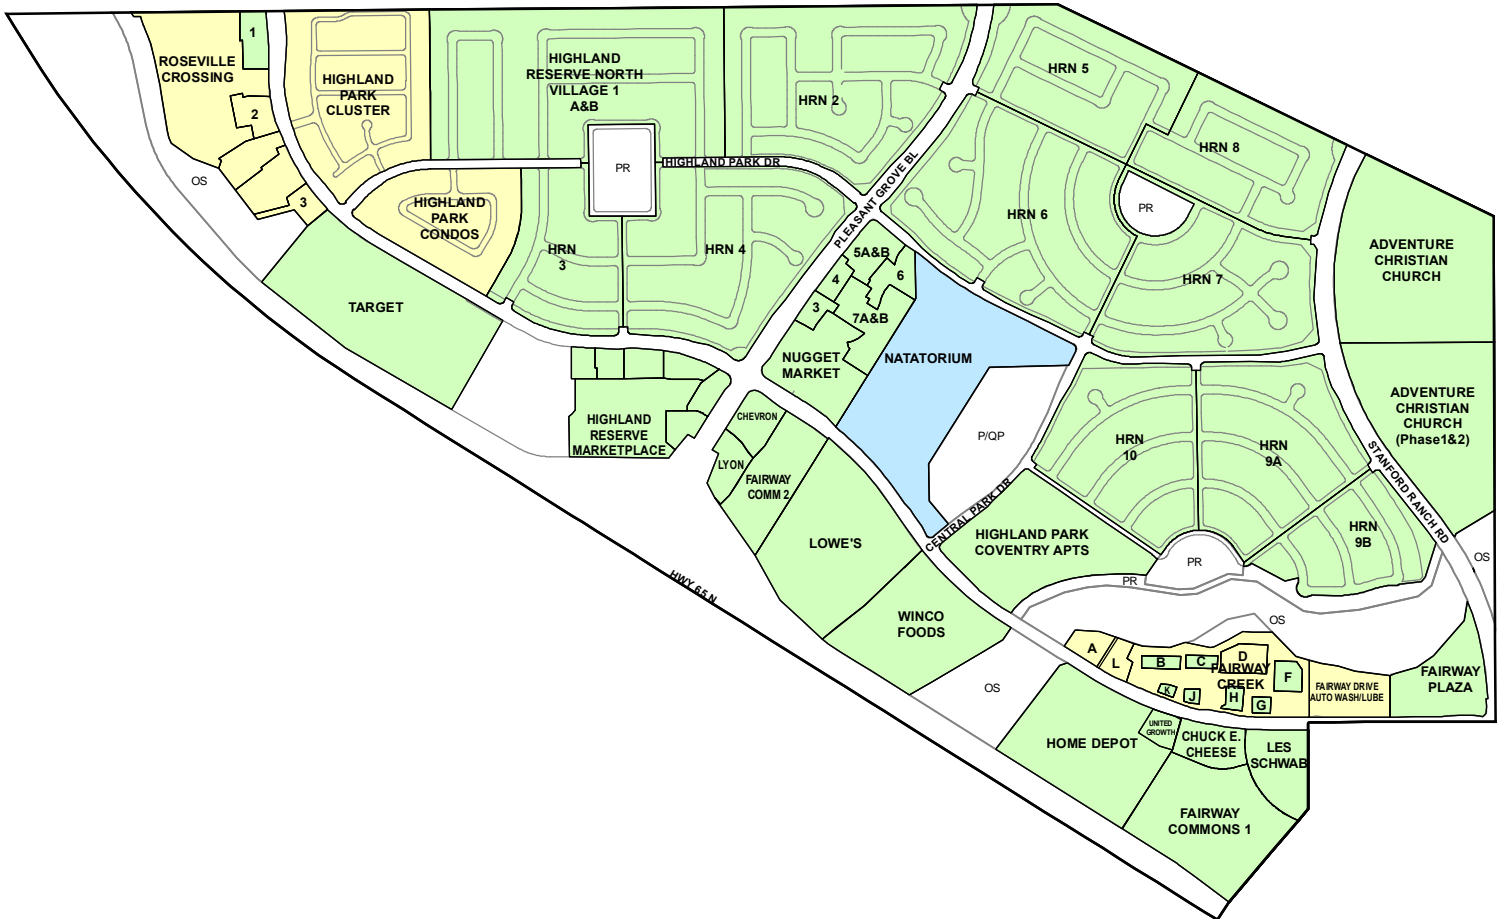 1
ROSEVILLE
CROSSING
2
3
OS
HIGHLAND
PARK
CLUSTER
HIGHLAND
RESERVE NORTH
VILLAGE 1
A&B
HRN 2
HRN 5
HRN 8
PR
HIGHLAND PARK DR
PLEASANT GROVE BL
HIGHLAND
PARK
CONDOS
HRN
3
HRN 4
HRN 6
PR
HRN 7
ADVENTURE
CHRISTIAN
CHURCH
TARGET
5A&B
4
6
3
7A&B
NUGGET
MARKET
NATATORIUM
HIGHLAND
RESERVE
MARKETPLACE
CHEVRON
LYON
FAIRWAY
COMM 2
P/QP
HRN
10
HRN
9A
ADVENTURE
CHRISTIAN
CHURCH
(Phase1&2)
STANFORD RANCH RD
CENTRAL PARK DR
LOWE'S
HIGHLAND PARK
COVENTRY APTS
HRN
9B
OS
PR
PR
HWY 65 N
WINCO
FOODS
OS
OS
A
L
B
C
D
FAIRWAY
CREEK
F
K
J
H
G
FAIRWAY DRIVE
AUTO WASH/LUBE
FAIRWAY
PLAZA
HOME DEPOT
UNITED
GROWTH
CHUCK E.
CHEESE
LES
SCHWAB
FAIRWAY
COMMONS 1